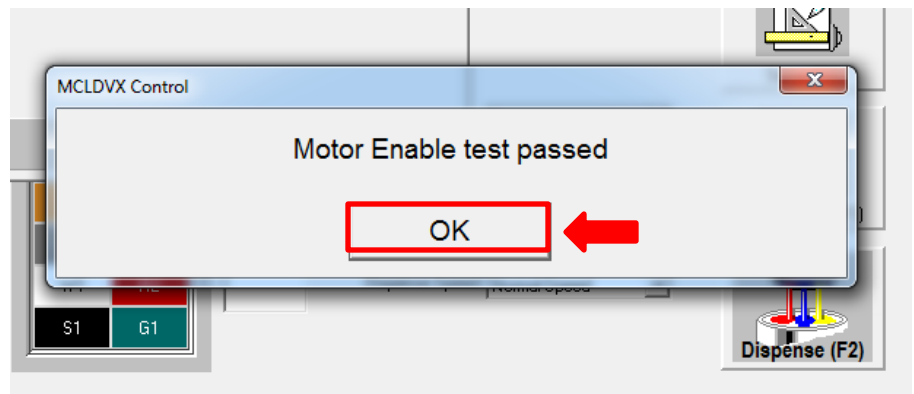 MCLDVX Control
Motor Enable test passed
OK
S1
G1
Dispense (F2)